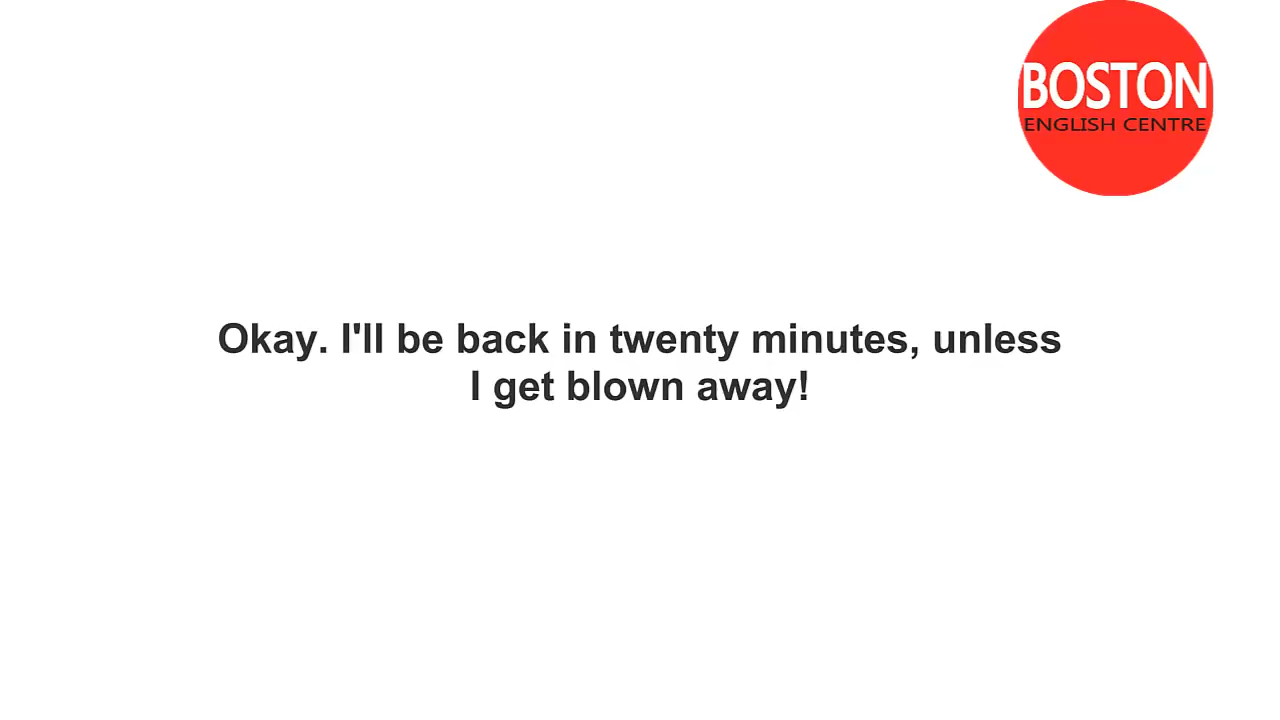 BOSTON
ENGLISH CENTRE
Okay. I'll be back in twenty minutes, unless
I get blown away!